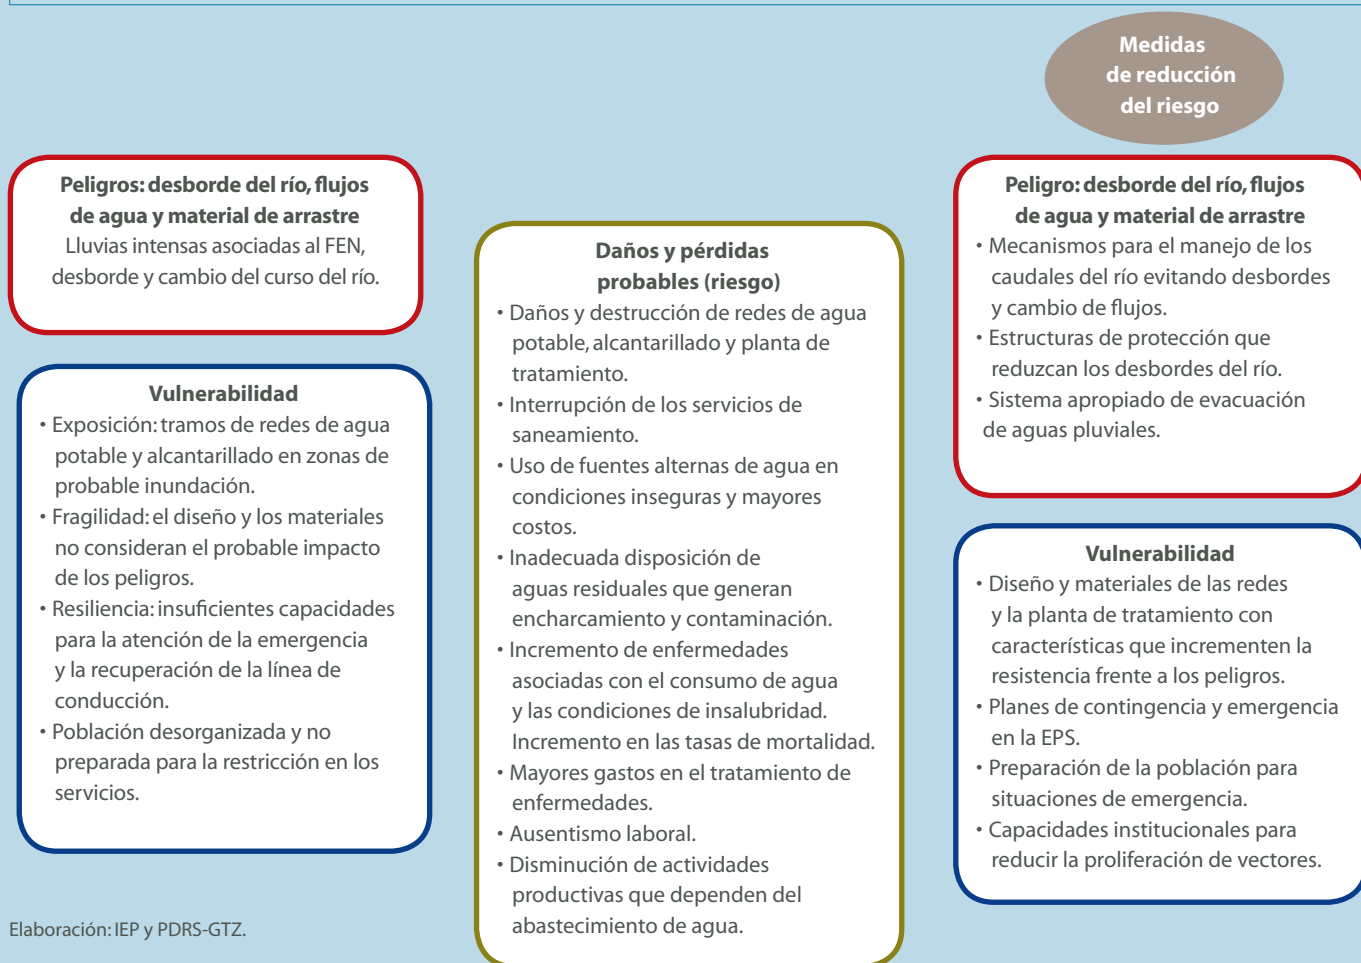 Medidas
de reducción
del riesgo
Peligros: desborde del río, flujos
de agua y material de arrastre
Lluvias intensas asociadas al FEN,
desborde y cambio del curso del río.
Vulnerabilidad
• Exposición: tramos de redes de agua
potable y alcantarillado en zonas de
probable inundación.
• Fragilidad: el diseño y los materiales
no consideran el probable impacto
de los peligros.
• Resiliencia: insuficientes capacidades
para la atención de la emergencia
y la recuperación de la línea de
conducción.
• Población desorganizada y no
preparada para la restricción en los
servicios.
Daños y pérdidas
probables (riesgo)
• Daños y destrucción de redes de agua
potable, alcantarillado y planta de
tratamiento.
• Interrupción de los servicios de
saneamiento.
• Uso de fuentes alternas de agua en
condiciones inseguras y mayores
costos.
• Inadecuada disposición de
aguas residuales que generan
encharcamiento y contaminación.
• Incremento de enfermedades
asociadas con el consumo de agua
y las condiciones de insalubridad.
Incremento en las tasas de mortalidad.
• Mayores gastos en el tratamiento de
enfermedades.
• Ausentismo laboral.
• Disminución de actividades
productivas que dependen del
abastecimiento de agua.
Peligro: desborde del río, flujos
de agua y material de arrastre
• Mecanismos para el manejo de los
caudales del río evitando desbordes
y cambio de flujos.
• Estructuras de protección que
reduzcan los desbordes del río.
• Sistema apropiado de evacuación
de aguas pluviales.
Vulnerabilidad
• Diseño y materiales de las redes
y la planta de tratamiento con
características que incrementen la
resistencia frente a los peligros.
• Planes de contingencia y emergencia
en la EPS.
• Preparación de la población para
situaciones de emergencia.
• Capacidades institucionales para
reducir la proliferación de vectores.
Elaboración: IEP y PDRS-GTZ.